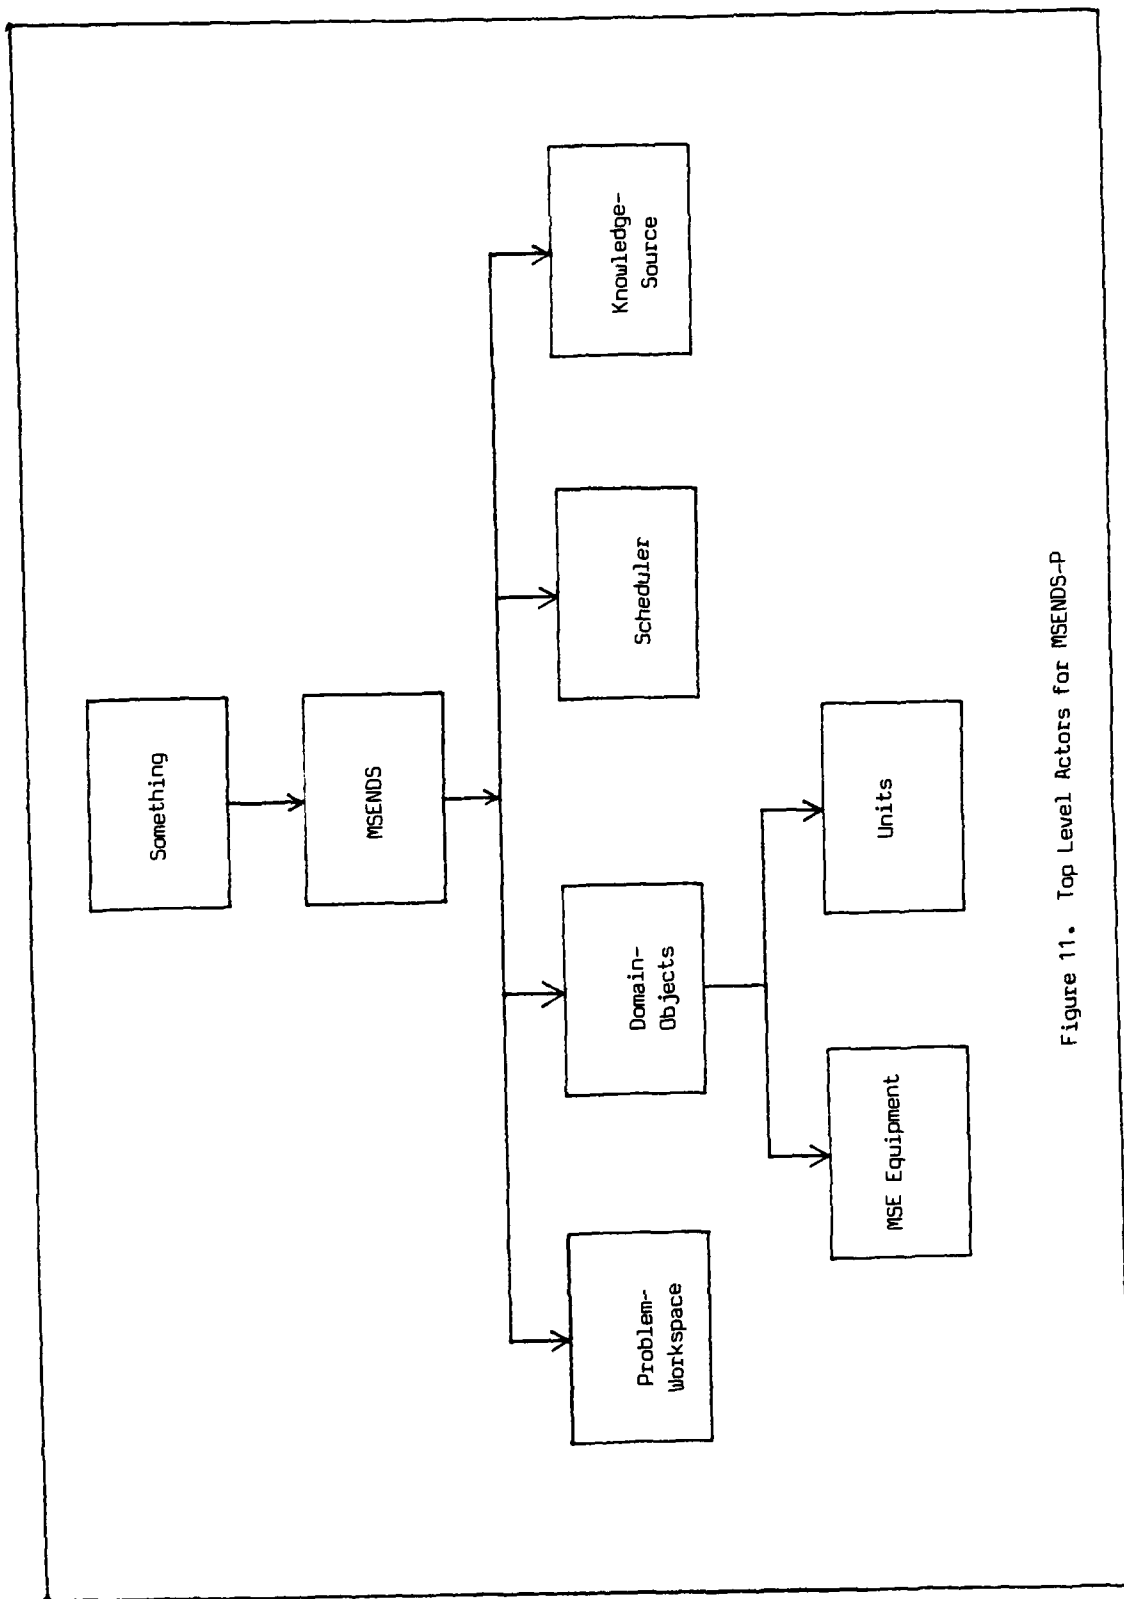 Something
MSENDS
Problem-
Workspace
Domain-
Objects
Scheduler
Knowledge-
Source
MSE Equipment
Units
Figure 11. Top Level Actors for MSENDS-P